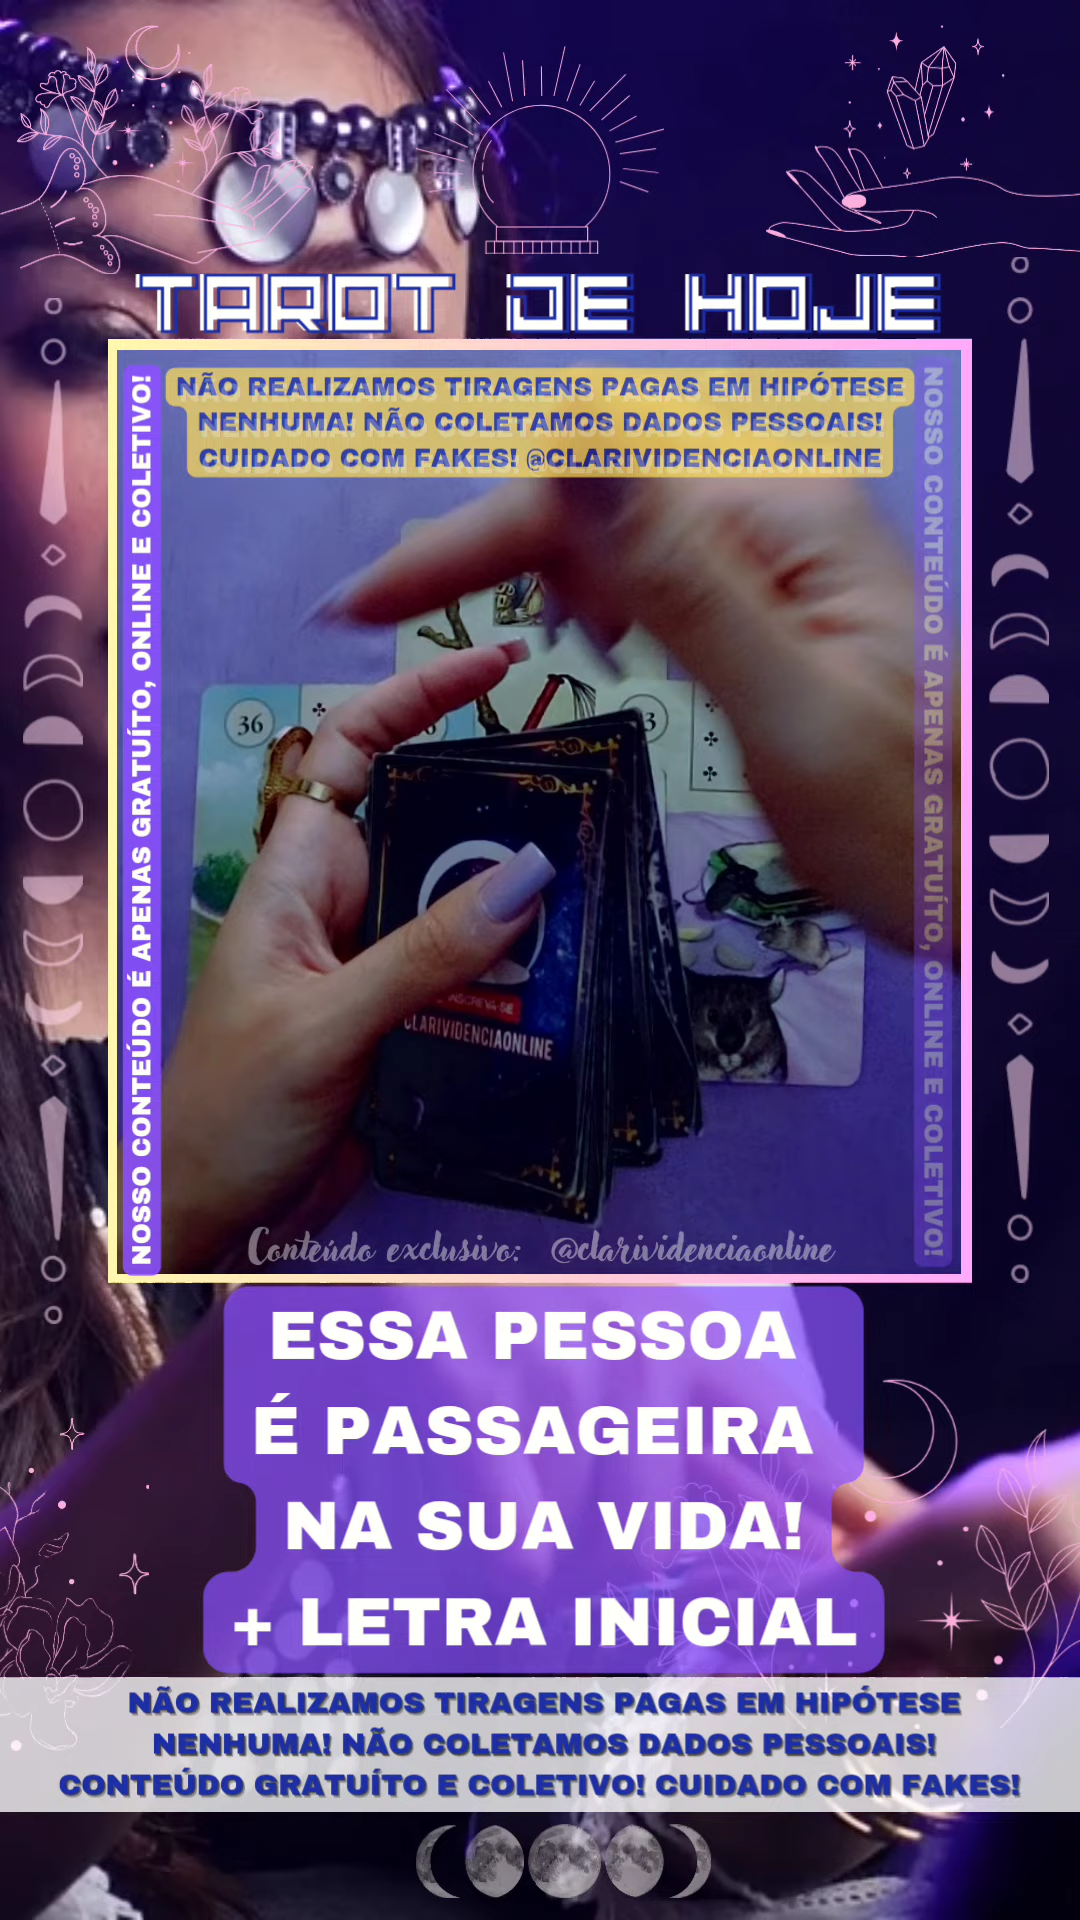 TAROT DE HOJE
NÃO REALIZAMOS TIRAGENS PAGAS EM HIPÓTESE
NENHUMA! NÃO COLETAMOS DADOS PESSOAIS!
CUIDADO COM FAKES! @CLARIVIDENCIAONLINE
NOSSO CONTEÚDO É APENAS GRATUÍTO, ONLINE E COLETIVO!
NOSSO CONTEÚDO É APENAS GRATUÍTO, ONLINE E COLETIVO!
36
3
INSCREVA-SE
CLARIVIDENCIAONLINE
Conteúdo exclusivo: @clarividenciaonline
ESSA PESSOA
É PASSAGEIRA
NA SUA VIDA!
+ LETRA INICIAL
NÃO REALIZAMOS TIRAGENS PAGAS EM HIPÓTESE
NENHUMA! NÃO COLETAMOS DADOS PESSOAIS!
CONTEÚDO GRATUÍTO E COLETIVO! CUIDADO COM FAKES!